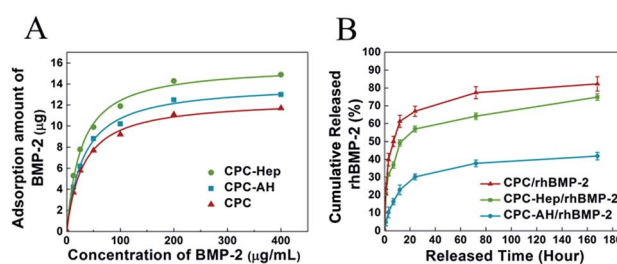 A
Adsorption amount of
BMP-2 (μg)
16
14
12
10
8
6
4
2
0
0
100
200
300
400
Concentration of BMP-2 (μg/mL)
CPC-Hep
CPC-AH
CPC
B
Cumulative Released
rhBMP-2 (%)
100
90
80
70
60
50
40
30
20
10
0
0
20
40
60
80
100
120
140
160
180
Released Time (Hour)
CPC/rhBMP-2
CPC-Hep/rhBMP-2
CPC-AH/rhBMP-2